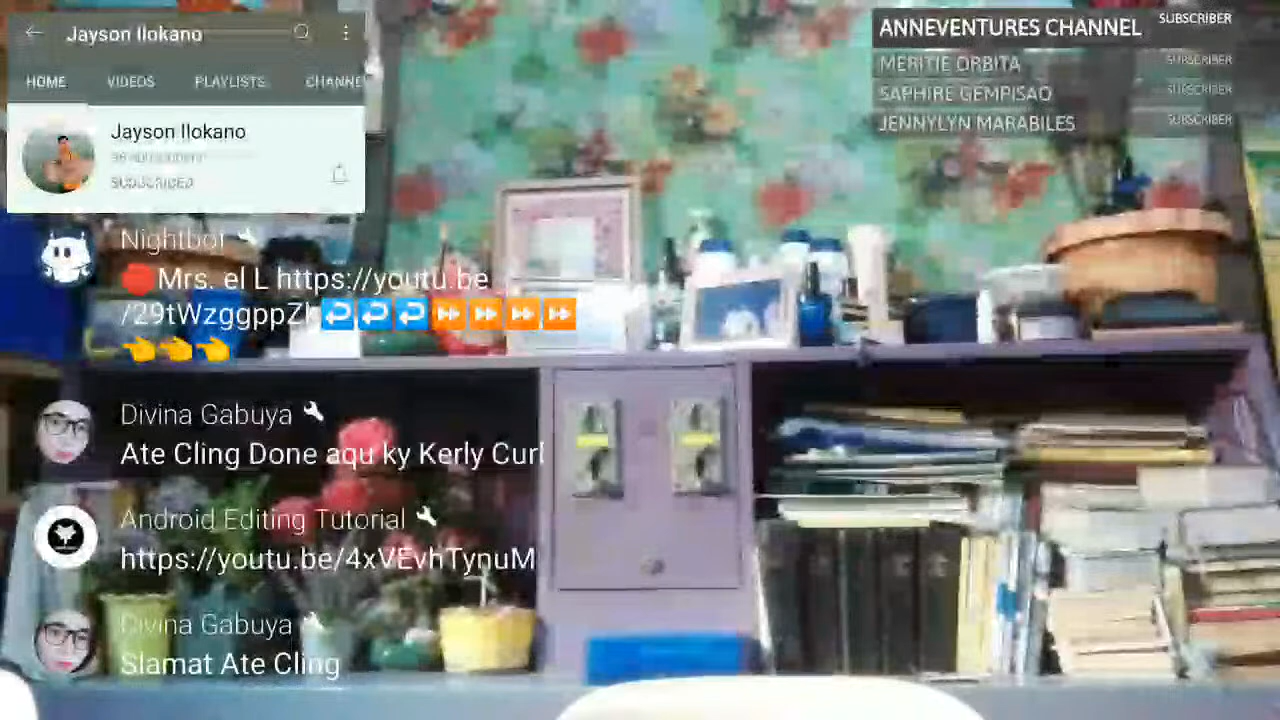 Jayson Ilokano
HOME VIDEOS PLAYLISTS CHANNE
Jayson Ilokano
SUBSCRIBED
ANNEVENTURES CHANNEL SUBSCRIBER
MERITIE ORBITA SUBSCRIBER
SAPHIRE GEMPISAO SUBSCRIBER
JENNYLYN MARABILES SUBSCRIBER
Nightbot
🔴Mrs. el L https://youtu.be
↩️↩️↩️⏩⏩⏩⏩
👈👈👈
Divina Gabuya 🔧
Ate Cling Done aqu ky Kerly Curl
Android Editing Tutorial 🔧
https://youtu.be/4xVEvhTynuM
Divina Gabuya
Slamat Ate Cling